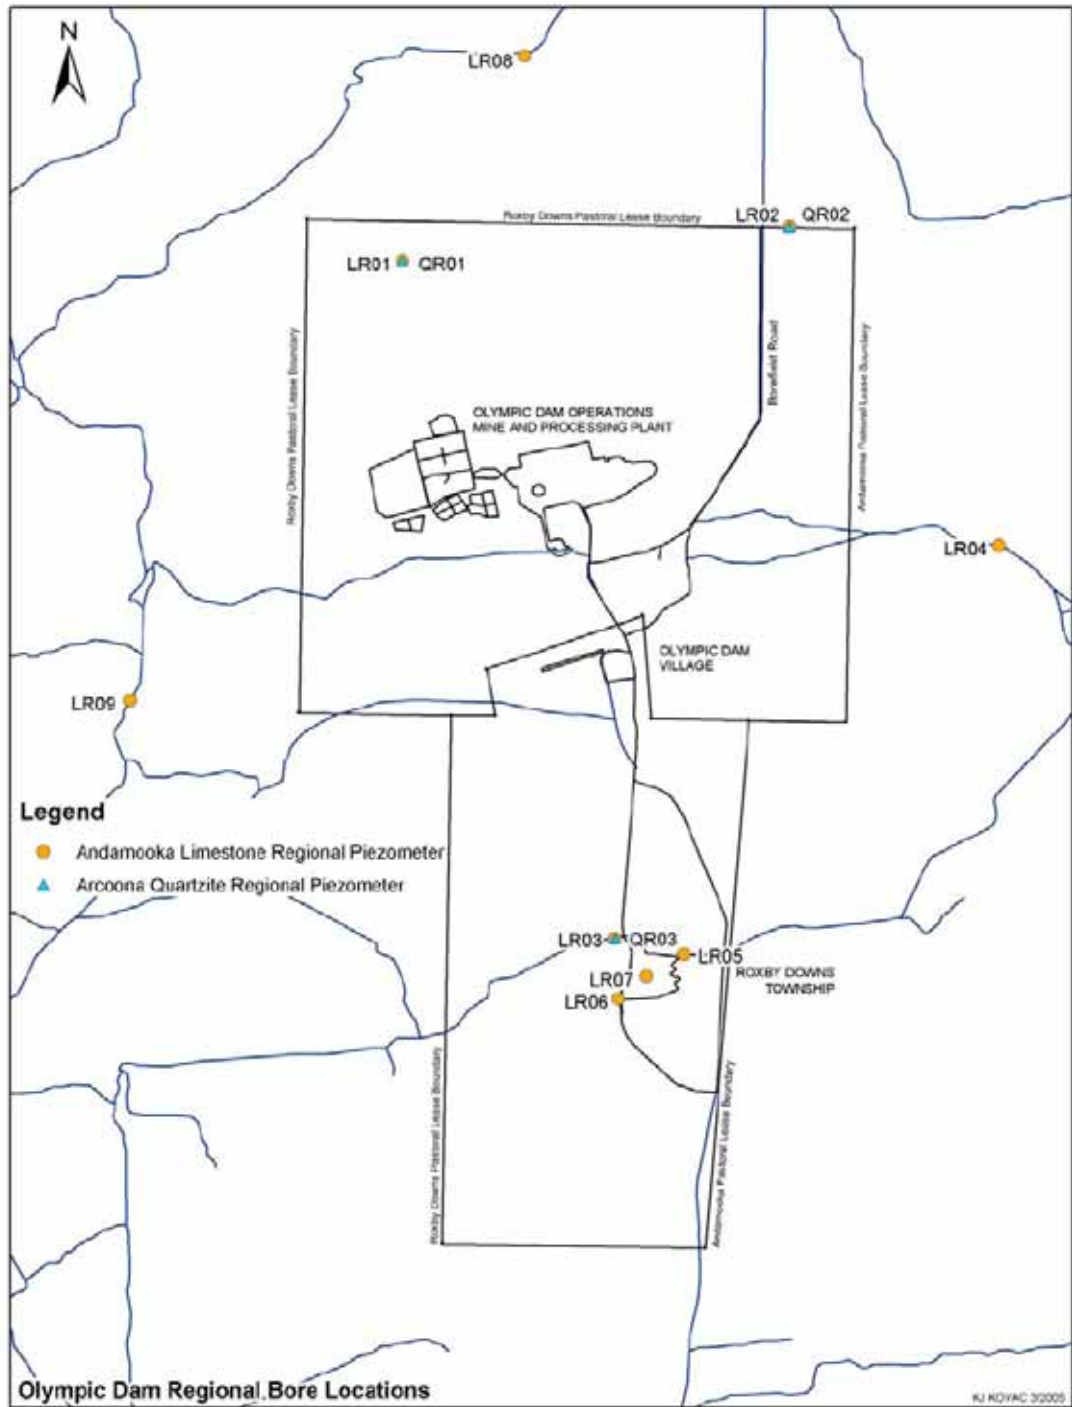 N
LR08
Roxby Downs Pastoral Lease Boundary
LR02 QR02
LR01 QR01
Roxby Downs Pastoral Lease Boundary
Borefield Road
Andamooka Pastoral Lease Boundary
OLYMPIC DAM OPERATIONS
MINE AND PROCESSING PLANT
LR04
OLYMPIC DAM
VILLAGE
LR09
Legend
Andamooka Limestone Regional Piezometer
Arcoona Quartzite Regional Piezometer
LR03 QR03
LR05
LR07
ROXBY DOWNS
TOWNSHIP
LR06
Roxby Downs Pastoral Lease Boundary
Andamooka Pastoral Lease Boundary
Olympic Dam Regional.Bore Locations
KJ KOVAC 3/2005